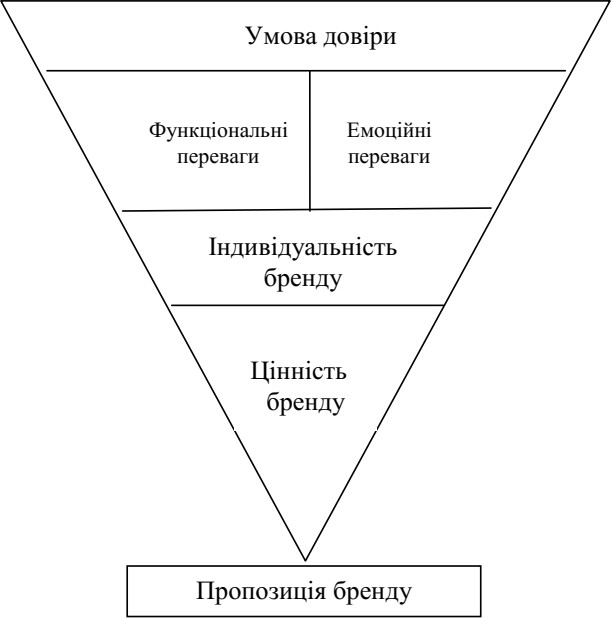 Умова довіри
Функціональні
переваги
Емоційні
переваги
Індивідуальність
бренду
Цінність
бренду
Пропозиція бренду